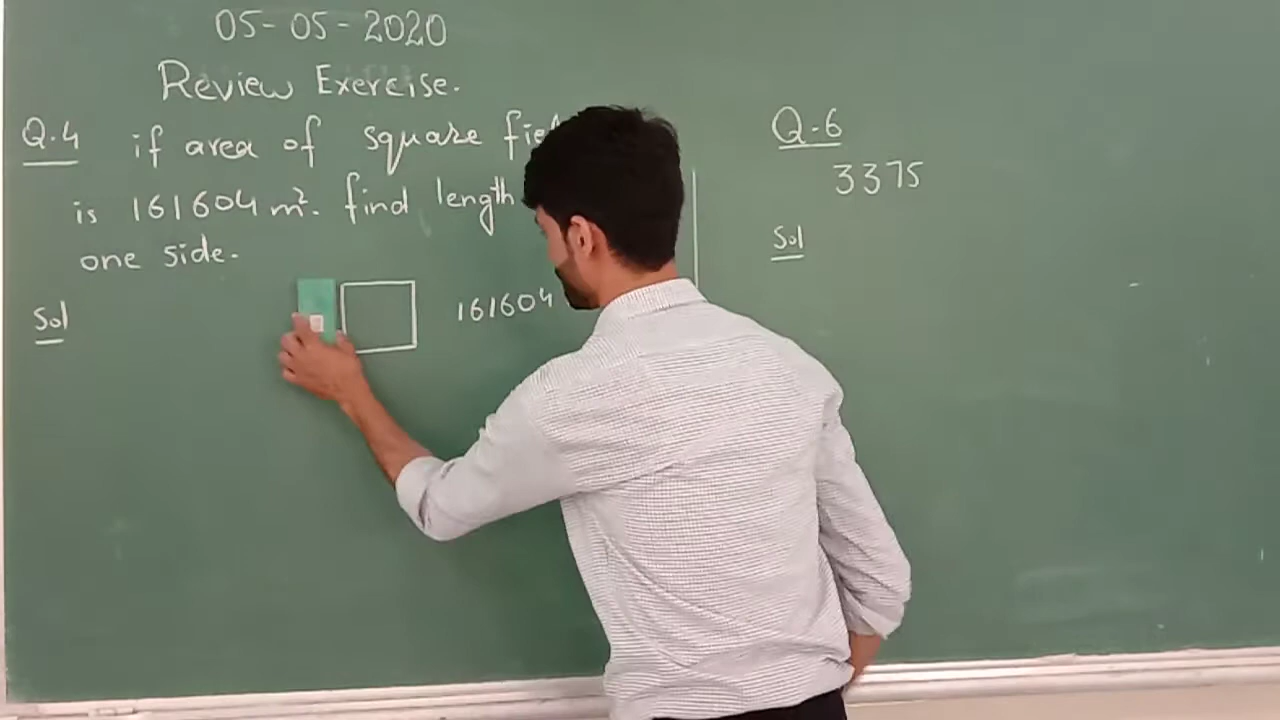 05-05-2020
Review Exercise.
Q.4 if area of square
is 161604 m². find length
one side.
Sol
161604
Q-6
3375
Sol